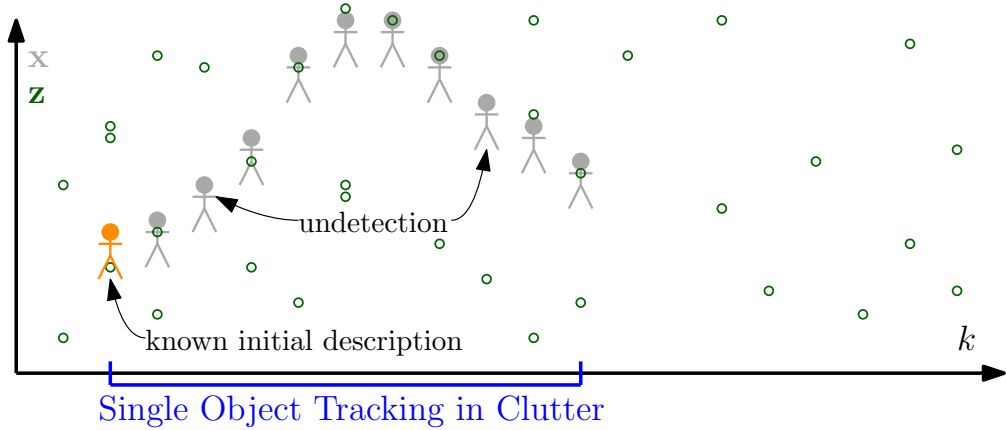 x
z
undetection
known initial description
k
Single Object Tracking in Clutter